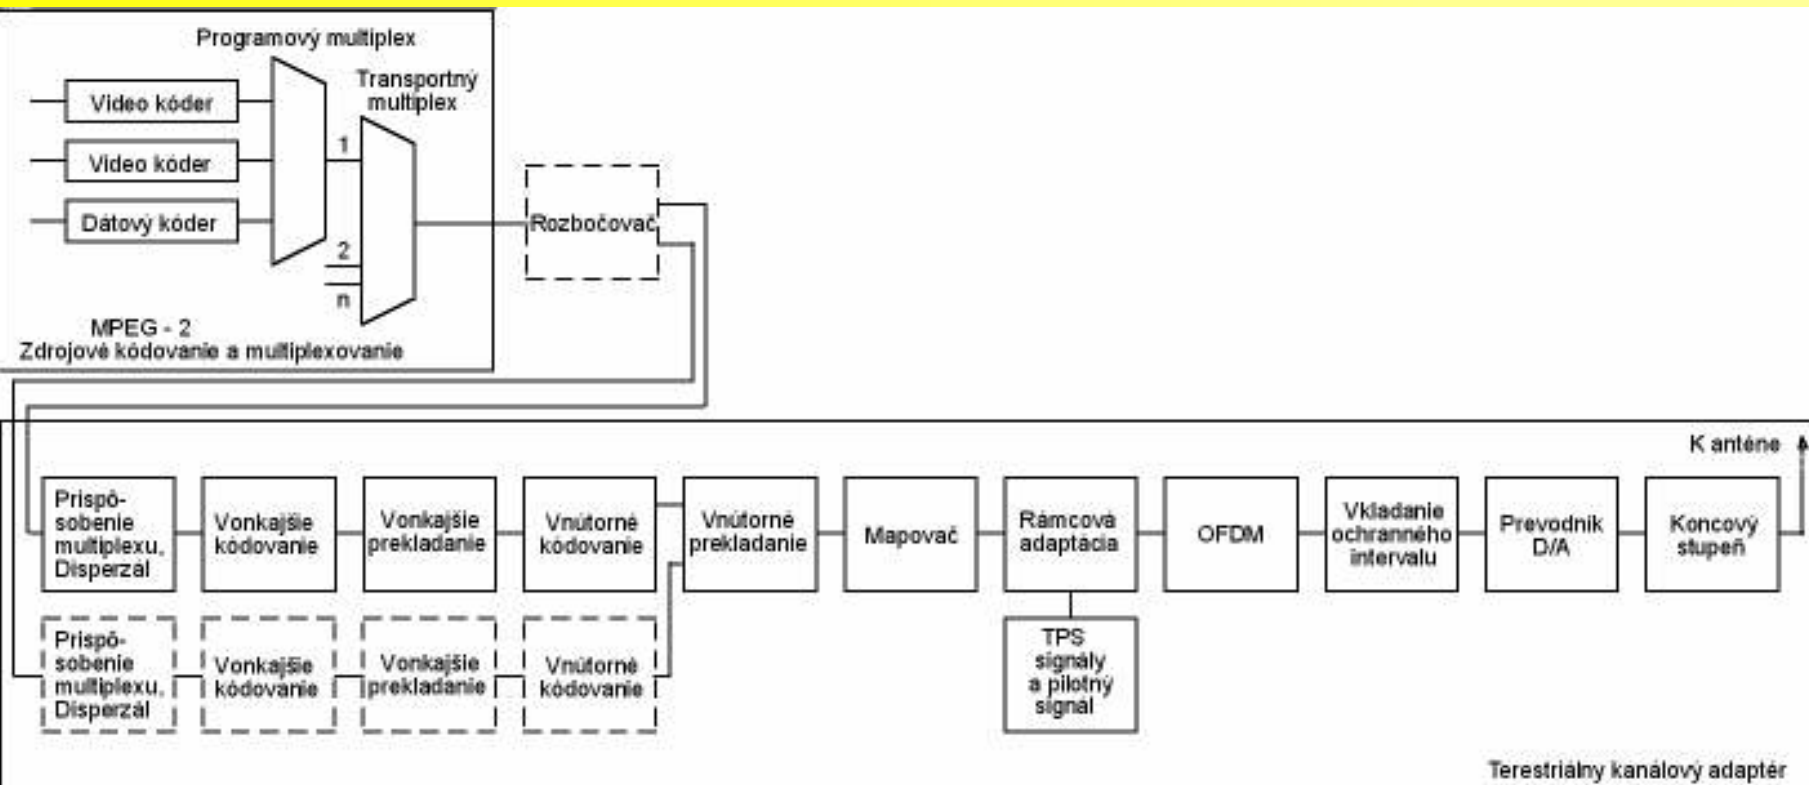 Programový multiplex
Transportný
multiplex
Video kóder
Video kóder
Dátový kóder
1
2
n
Rozbočovač
MPEG - 2
Zdrojové kódovanie a multiplexovanie
K anténe
Prispô-
sobenie
multiplexu,
Disperzál
Vonkajšie
kódovanie
Vonkajšie
prekladanie
Vnútorné
kódovanie
Vnútorné
prekladanie
Mapovač
Rámcová
adaptácia
OFDM
Vkladanie
ochranného
intervalu
Prevodník
D/A
Koncový
stupeň
Prispô-
sobenie
multiplexu,
Disperzál
Vonkajšie
kódovanie
Vonkajšie
prekladanie
Vnútorné
kódovanie
TPS
signály
a pilotný
signál
Terestriálny kanálový adaptér